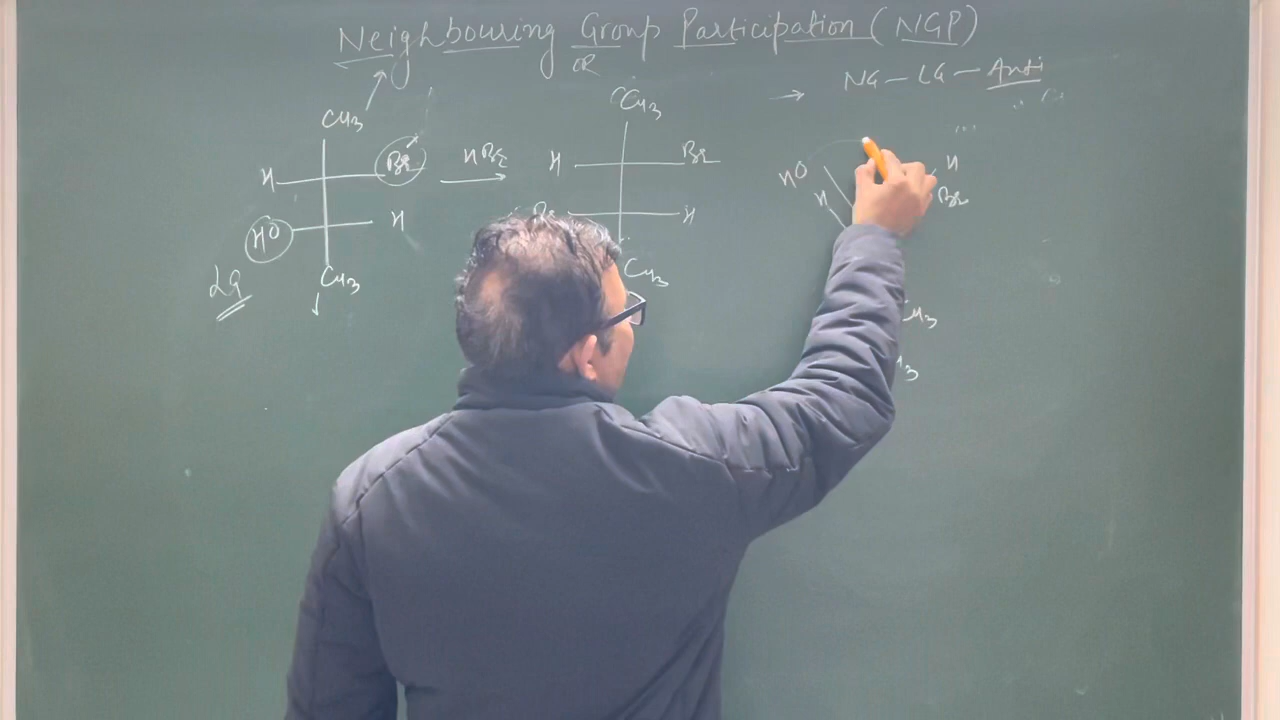 Neighbouring Group Participation (NGP)
OR
NG — LG — Anti
CH3
CH3
H
Br
HBr
H
Br
HO
H
H
Br
HO
H
Br
H
LG
CH3
CH3